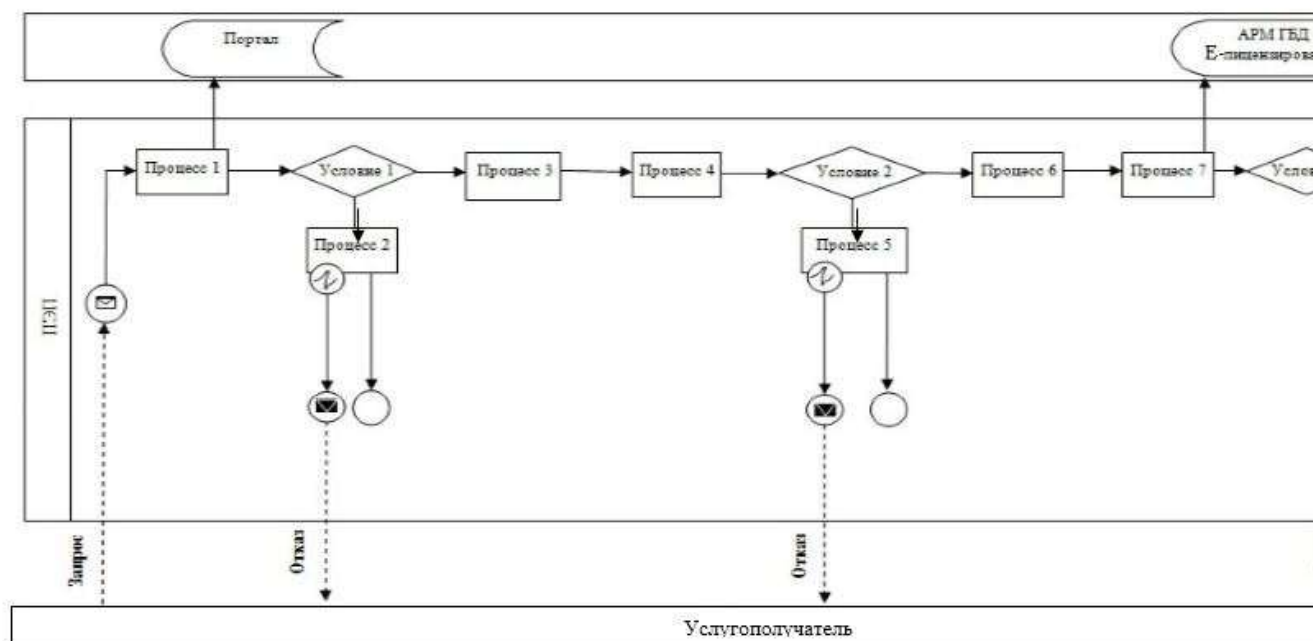 Портал
АРМ ГБД
Е-лицензирова
Процесс 1
Условие 1
Процесс 3
Процесс 4
Условие 2
Процесс 6
Процесс 7
Услов
Процесс 2
Процесс 5
ПЭП
Запрос
Отказ
Отказ
Услугополучатель